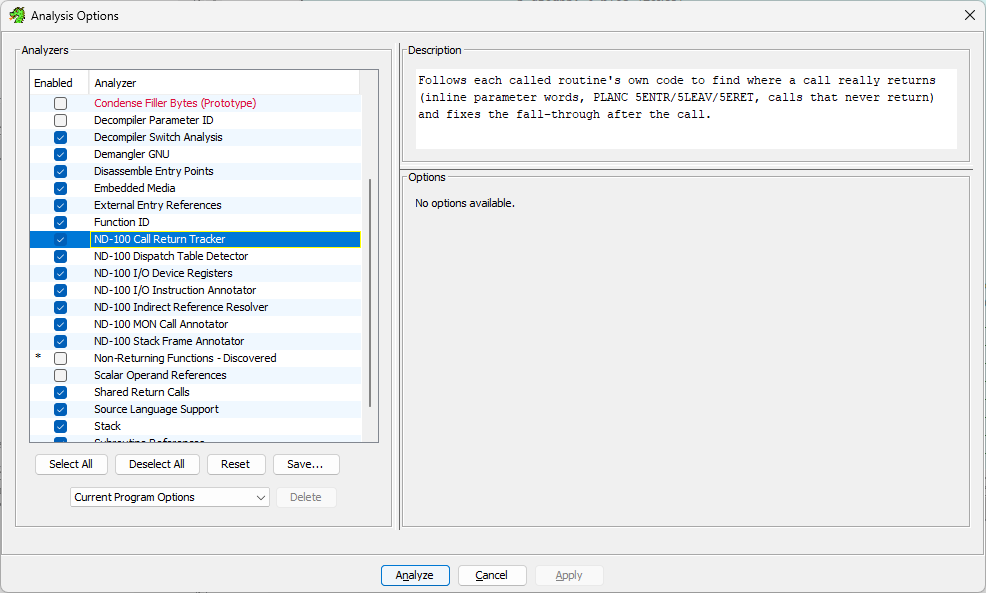 Analysis Options
Analyzers
Enabled Analyzer
Condense Filler Bytes (Prototype)
Decompiler Parameter ID
Decompiler Switch Analysis
Demangler GNU
Disassemble Entry Points
Embedded Media
External Entry References
Function ID
ND-100 Call Return Tracker
ND-100 Dispatch Table Detector
ND-100 I/O Device Registers
ND-100 I/O Instruction Annotator
ND-100 Indirect Reference Resolver
ND-100 MON Call Annotator
ND-100 Stack Frame Annotator
* Non-Returning Functions - Discovered
Scalar Operand References
Shared Return Calls
Source Language Support
Stack
Subroutine References
Select All Deselect All Reset Save...
Current Program Options Delete
Description
Follows each called routine's own code to find where a call really returns
(inline parameter words, PLANC 5ENTR/5LEAV/5ERET, calls that never return)
and fixes the fall-through after the call.
Options
No options available.
Analyze Cancel Apply